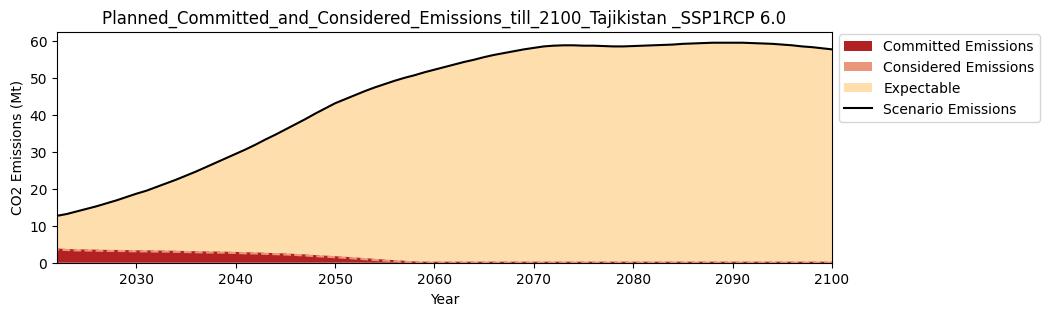 Planned_Committed_and_Considered_Emissions_till_2100_Tajikistan _SSP1RCP 6.0
60
50
40
30
20
10
0
CO2 Emissions (Mt)
2030 2040 2050 2060 2070 2080 2090 2100
Year
Committed Emissions
Considered Emissions
Expectable
Scenario Emissions